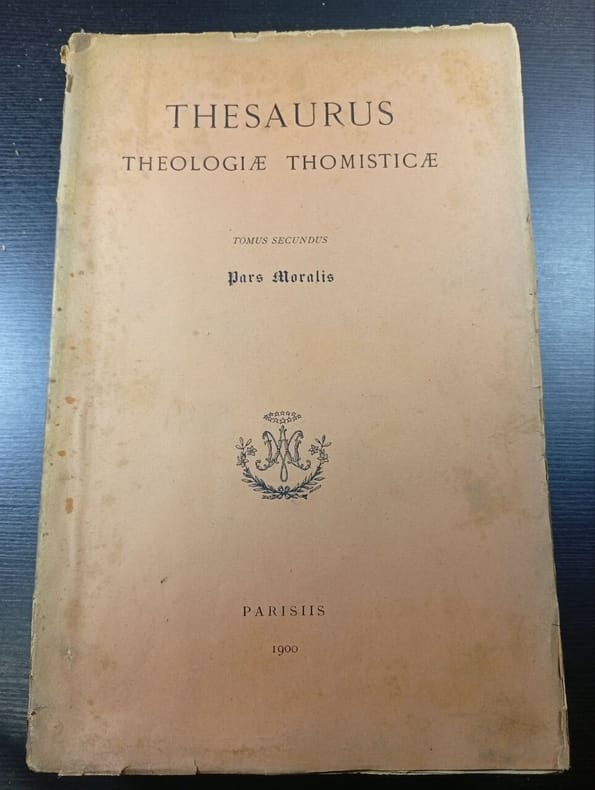 THESAURUS
THEOLOGIÆ THOMISTICÆ
TOMUS SECUNDUS
Pars Moralis
PARISIIS
1900